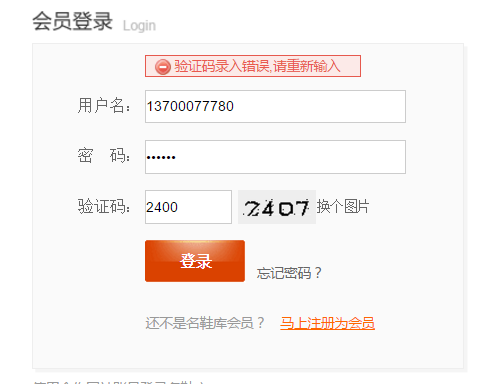 会员登录 Login
验证码录入错误,请重新输入
用户名： 13700077780
密 码： ••••••
验证码： 2400 2407 换个图片
登录 忘记密码？
还不是名鞋库会员？ 马上注册为会员